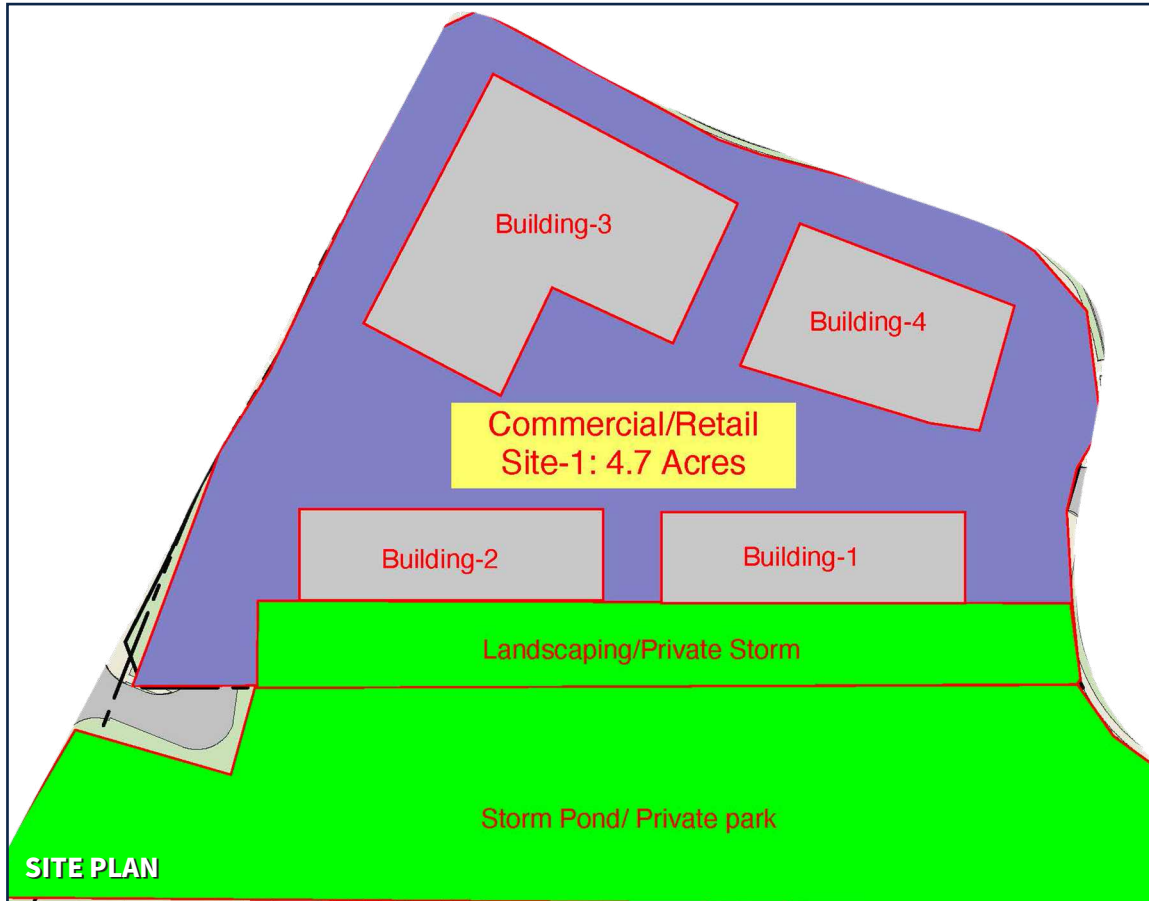 Building-3
Building-4
Commercial/Retail
Site-1: 4.7 Acres
Building-2
Building-1
Landscaping/Private Storm
Storm Pond/ Private park
SITE PLAN